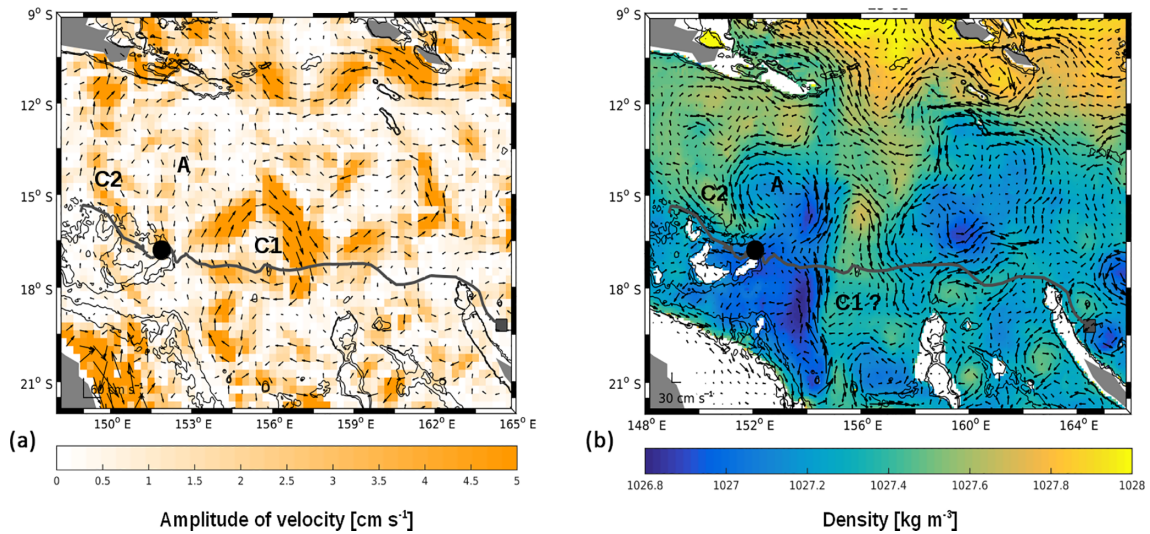 9° S
12° S
15° S
18° S
21° S
C2
A
C1
150° E
153° E
156° E
159° E
162° E
165° E
(a)
0 0.5 1 1.5 2 2.5 3 3.5 4 4.5 5
Amplitude of velocity [cm s⁻¹]
9° S
12° S
15° S
18° S
21° S
C2
A
C1 ?
30 cm s⁻¹
148° E
152° E
156° E
160° E
164° E
(b)
1026.8 1027 1027.2 1027.4 1027.6 1027.8 1028
Density [kg m⁻³]